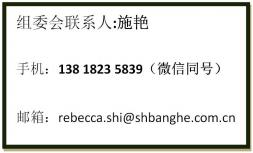 组委会联系人:施艳
手机：138 1823 5839（微信同号）
邮箱：rebecca.shi@shbanghe.com.cn